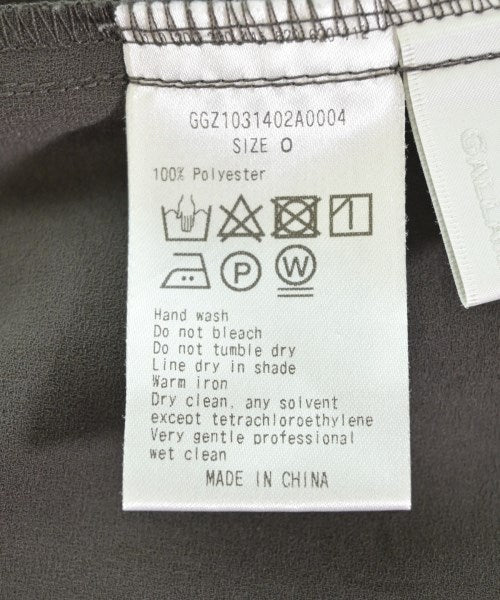 GGZ1031402A0004
SIZE 0
100% Polyester
P W
Hand wash
Do not bleach
Do not tumble dry
Line dry in shade
Warm iron
Dry clean, any solvent
except tetrachloroethylene
Very gentle professional
wet clean
MADE IN CHINA